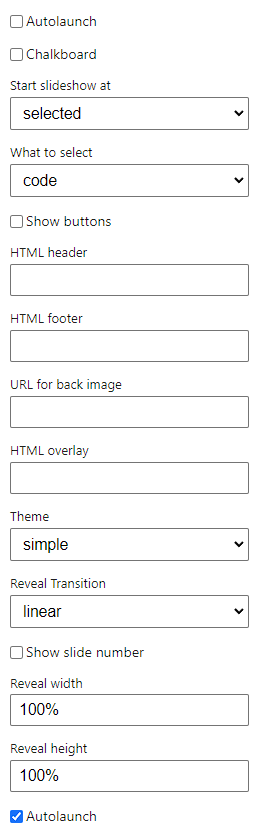 Autolaunch
Chalkboard
Start slideshow at
selected
What to select
code
Show buttons
HTML header
HTML footer
URL for back image
HTML overlay
Theme
simple
Reveal Transition
linear
Show slide number
Reveal width
100%
Reveal height
100%
Autolaunch